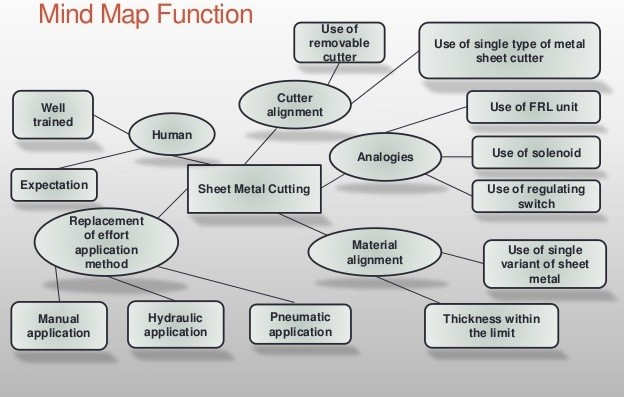 Mind Map Function
Use of
removable
cutter
Use of single type of metal
sheet cutter
Cutter
alignment
Well
trained
Human
Use of FRL unit
Analogies
Use of solenoid
Expectation
Sheet Metal Cutting
Use of regulating
switch
Replacement
of effort
application
method
Material
alignment
Use of single
variant of sheet
metal
Manual
application
Hydraulic
application
Pneumatic
application
Thickness within
the limit